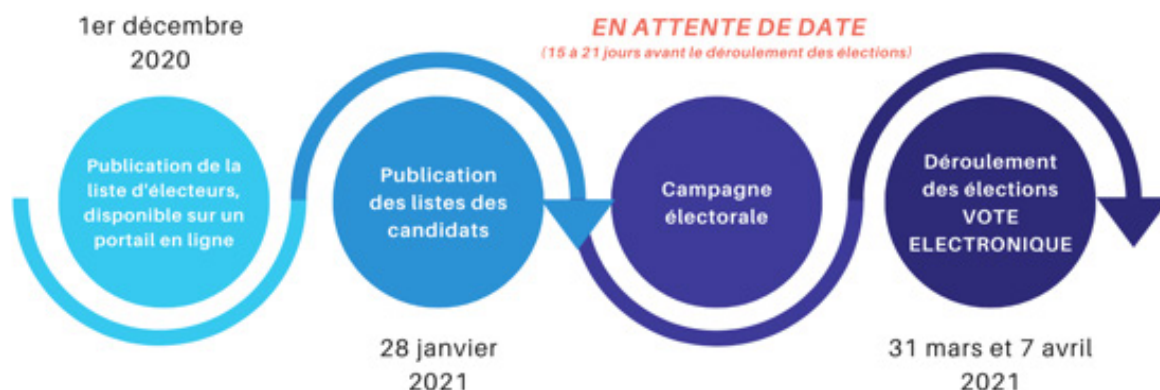 1er décembre
2020
Publication de la
liste d'électeurs,
disponible sur un
portail en ligne
Publication
des listes des
candidats
28 janvier
2021
EN ATTENTE DE DATE
(15 à 21 jours avant le déroulement des élections)
Campagne
électorale
Déroulement
des élections
VOTE
ELECTRONIQUE
31 mars et 7 avril
2021